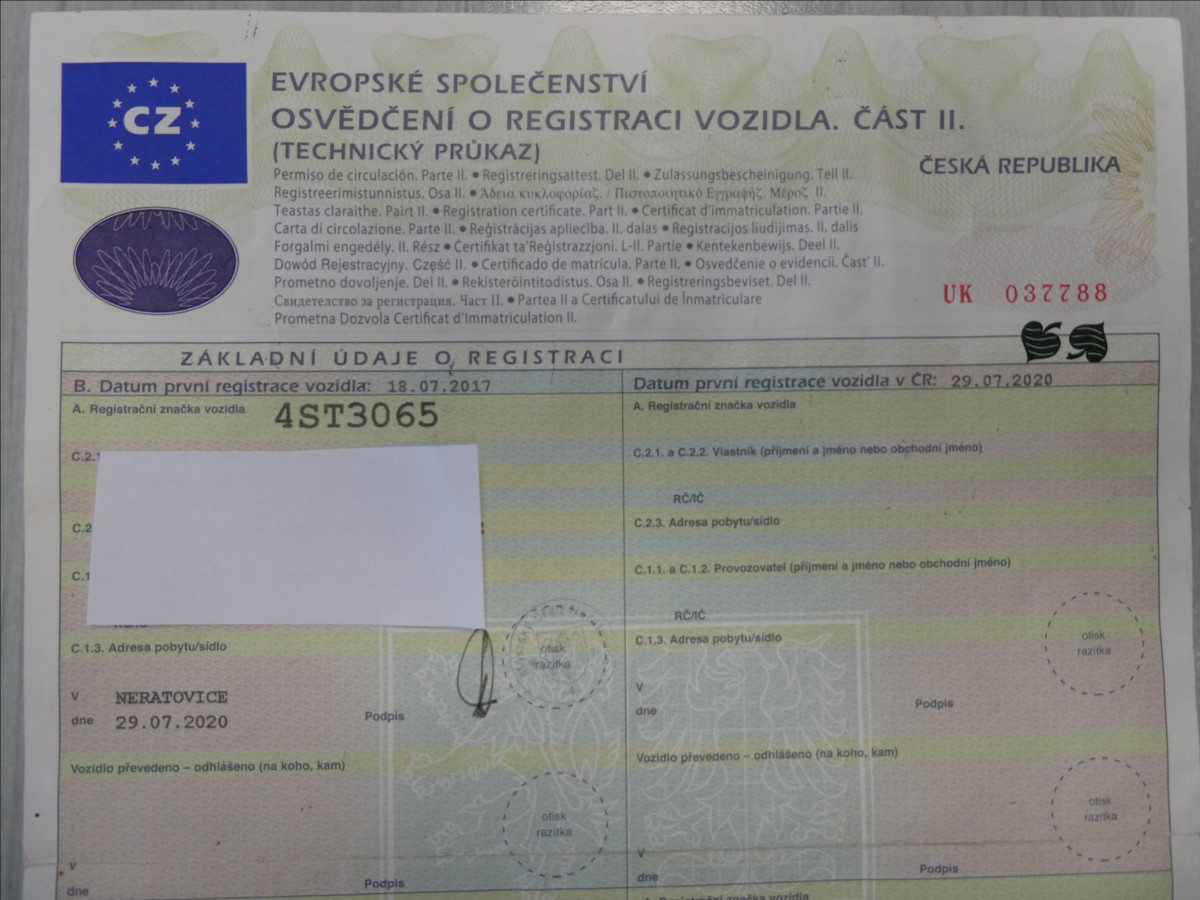 CZ
EVROPSKÉ SPOLEČENSTVÍ
OSVĚDČENÍ O REGISTRACI VOZIDLA. ČÁST II.
(TECHNICKÝ PRŮKAZ)
ČESKÁ REPUBLIKA
Permiso de circulación. Parte II. • Registreringsattest. Del II. • Zulassungsbescheinigung. Teil II.
Registreerimistunnistus. Osa II. • Άδεια κυκλοφορίας. / Πιστοποιητικό Εγγραφής. Μέρος II.
Teastas claraithe. Pairt II. • Registration certificate. Part II. • Certificat d'immatriculation. Partie II.
Carta di circolazione. Parte II. • Reģistrācijas apliecība. II. dalas • Registracijos liudijimas. II. dalis
Forgalmi engedély. II. Rész • Čertifikat ta'Reġistrazzjoni. L-II. Partie • Kentekenbewijs. Deel II.
Dowód Rejestracyjny. Część II. • Certificado de matrícula. Parte II. • Osvedčenie o evidencii. Časť II.
Prometno dovoljenje. Del II. • Rekisteröintitodistus. Osa II. • Registreringsbeviset. Del II.
Свидетелство за регистрация. Част II. • Partea II a Certificatului de Înmatriculare
Prometna Dozvola Certificat d'Immatriculation II.
UK 037788
ZÁKLADNÍ ÚDAJE O REGISTRACI
B. Datum první registrace vozidla: 18.07.2017
Datum první registrace vozidla v ČR: 29.07.2020
A. Registrační značka vozidla 4ST3065
C.2.1
C.2
C.1
C.1.3. Adresa pobytu/sídlo
otisk
razítka
V NERATOVICE
dne 29.07.2020
Podpis
Vozidlo převedeno – odhlášeno (na koho, kam)
otisk
razítka
V
dne
Podpis
A. Registrační značka vozidla
C.2.1. a C.2.2. Vlastník (příjmení a jméno nebo obchodní jméno)
RČ/IČ
C.2.3. Adresa pobytu/sídlo
C.1.1. a C.1.2. Provozovatel (příjmení a jméno nebo obchodní jméno)
RČ/IČ
C.1.3. Adresa pobytu/sídlo
otisk
razítka
V
dne
Podpis
Vozidlo převedeno – odhlášeno (na koho, kam)
otisk
razítka
V
dne
Podpis
A. Registrační značka vozidla